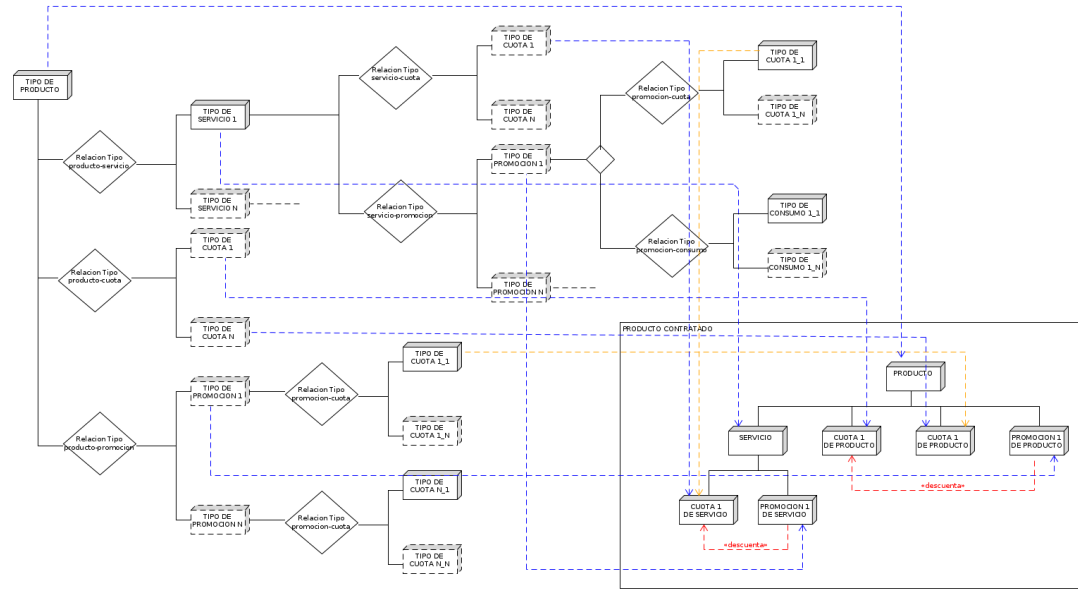 TIPO DE
PRODUCTO
Relacion Tipo
producto-servicio
TIPO DE
SERVICIO 1
TIPO DE
SERVICIO N
Relacion Tipo
servicio-cuota
TIPO DE
CUOTA 1
TIPO DE
CUOTA N
Relacion Tipo
servicio-promocion
TIPO DE
PROMOCION 1
TIPO DE
PROMOCION N
Relacion Tipo
promocion-cuota
TIPO DE
CUOTA 1_1
TIPO DE
CUOTA 1_N
Relacion Tipo
promocion-consumo
TIPO DE
CONSUMO 1_1
TIPO DE
CONSUMO 1_N
Relacion Tipo
producto-cuota
TIPO DE
CUOTA 1
TIPO DE
CUOTA N
Relacion Tipo
producto-promocion
TIPO DE
PROMOCION 1
Relacion Tipo
promocion-cuota
TIPO DE
CUOTA 1_1
TIPO DE
CUOTA 1_N
TIPO DE
PROMOCION N
Relacion Tipo
promocion-cuota
TIPO DE
CUOTA N_1
TIPO DE
CUOTA N_N
PRODUCTO CONTRATADO
PRODUCTO
SERVICIO
CUOTA 1
DE PRODUCTO
CUOTA 1
DE PRODUCTO
PROMOCION 1
DE PRODUCTO
«descuenta»
CUOTA 1
DE SERVICIO
PROMOCION 1
DE SERVICIO
«descuenta»